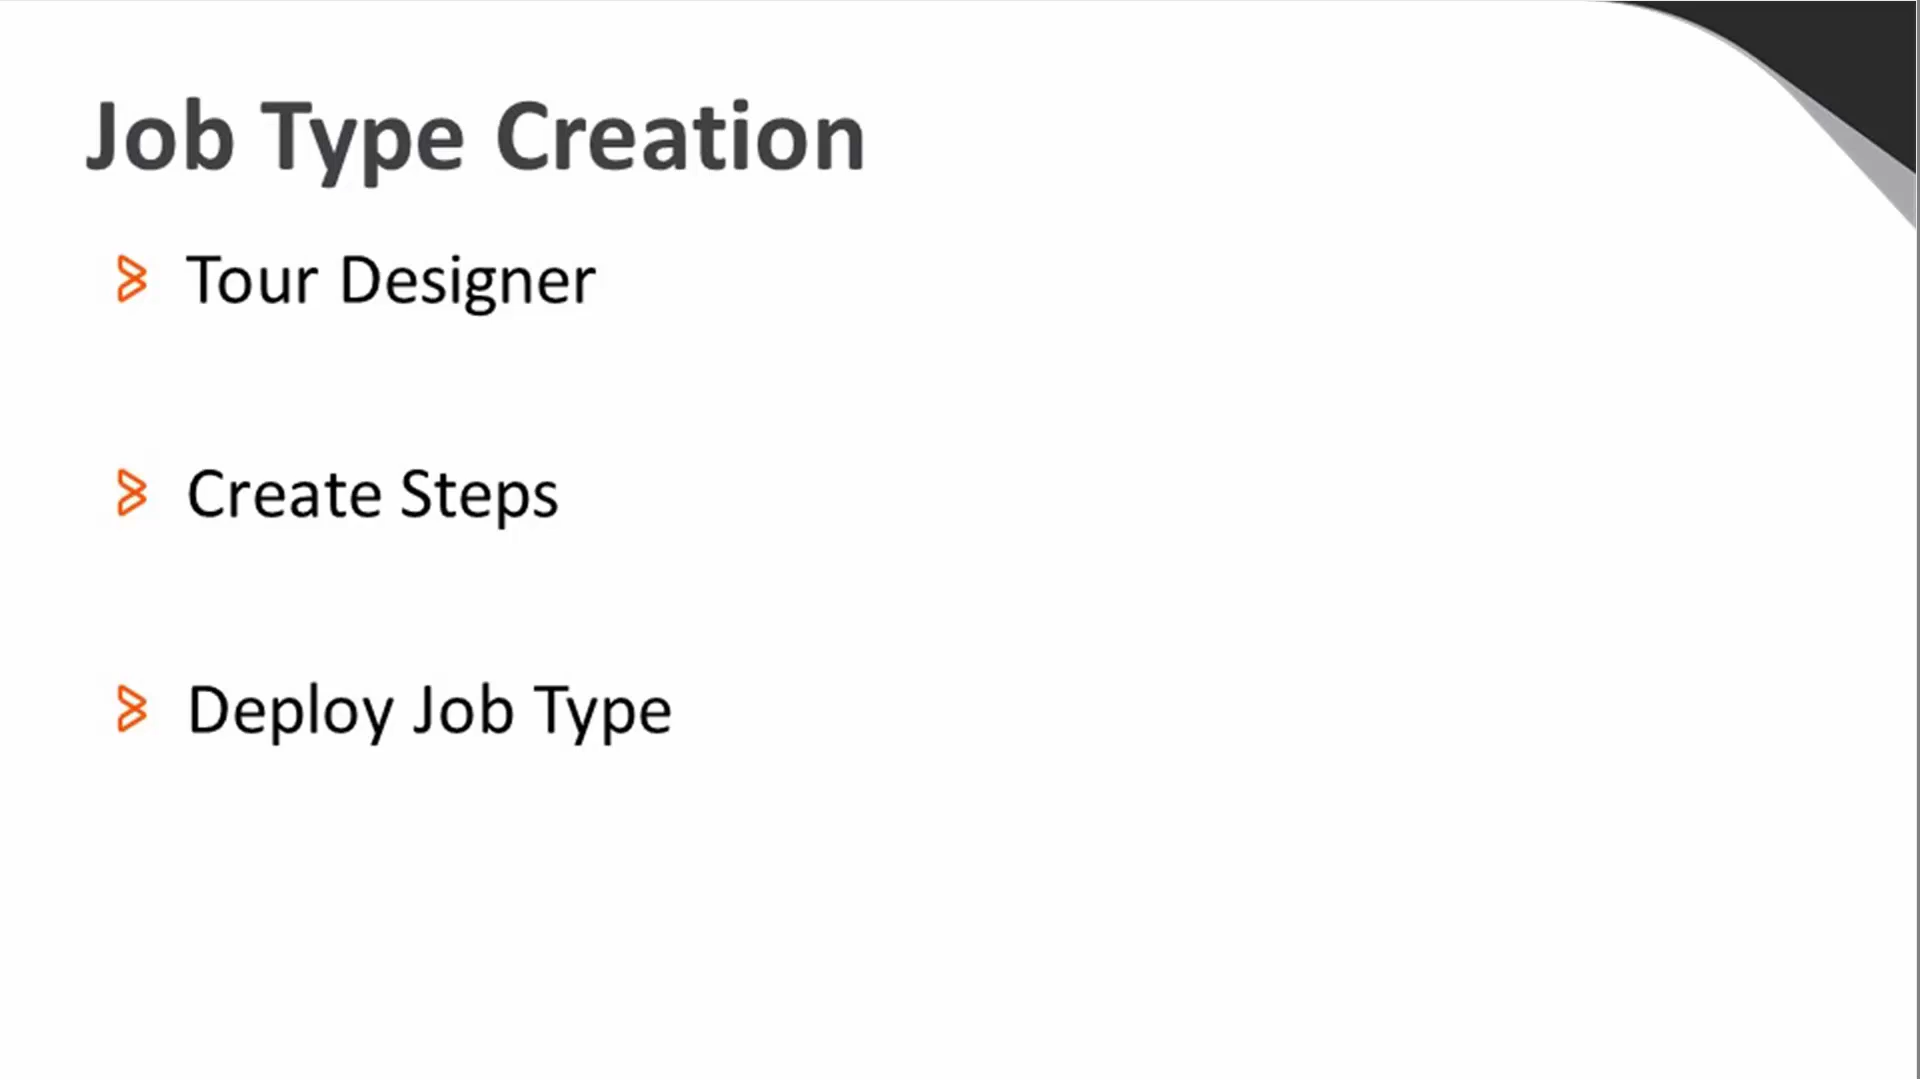 Job Type Creation
Tour Designer
Create Steps
Deploy Job Type